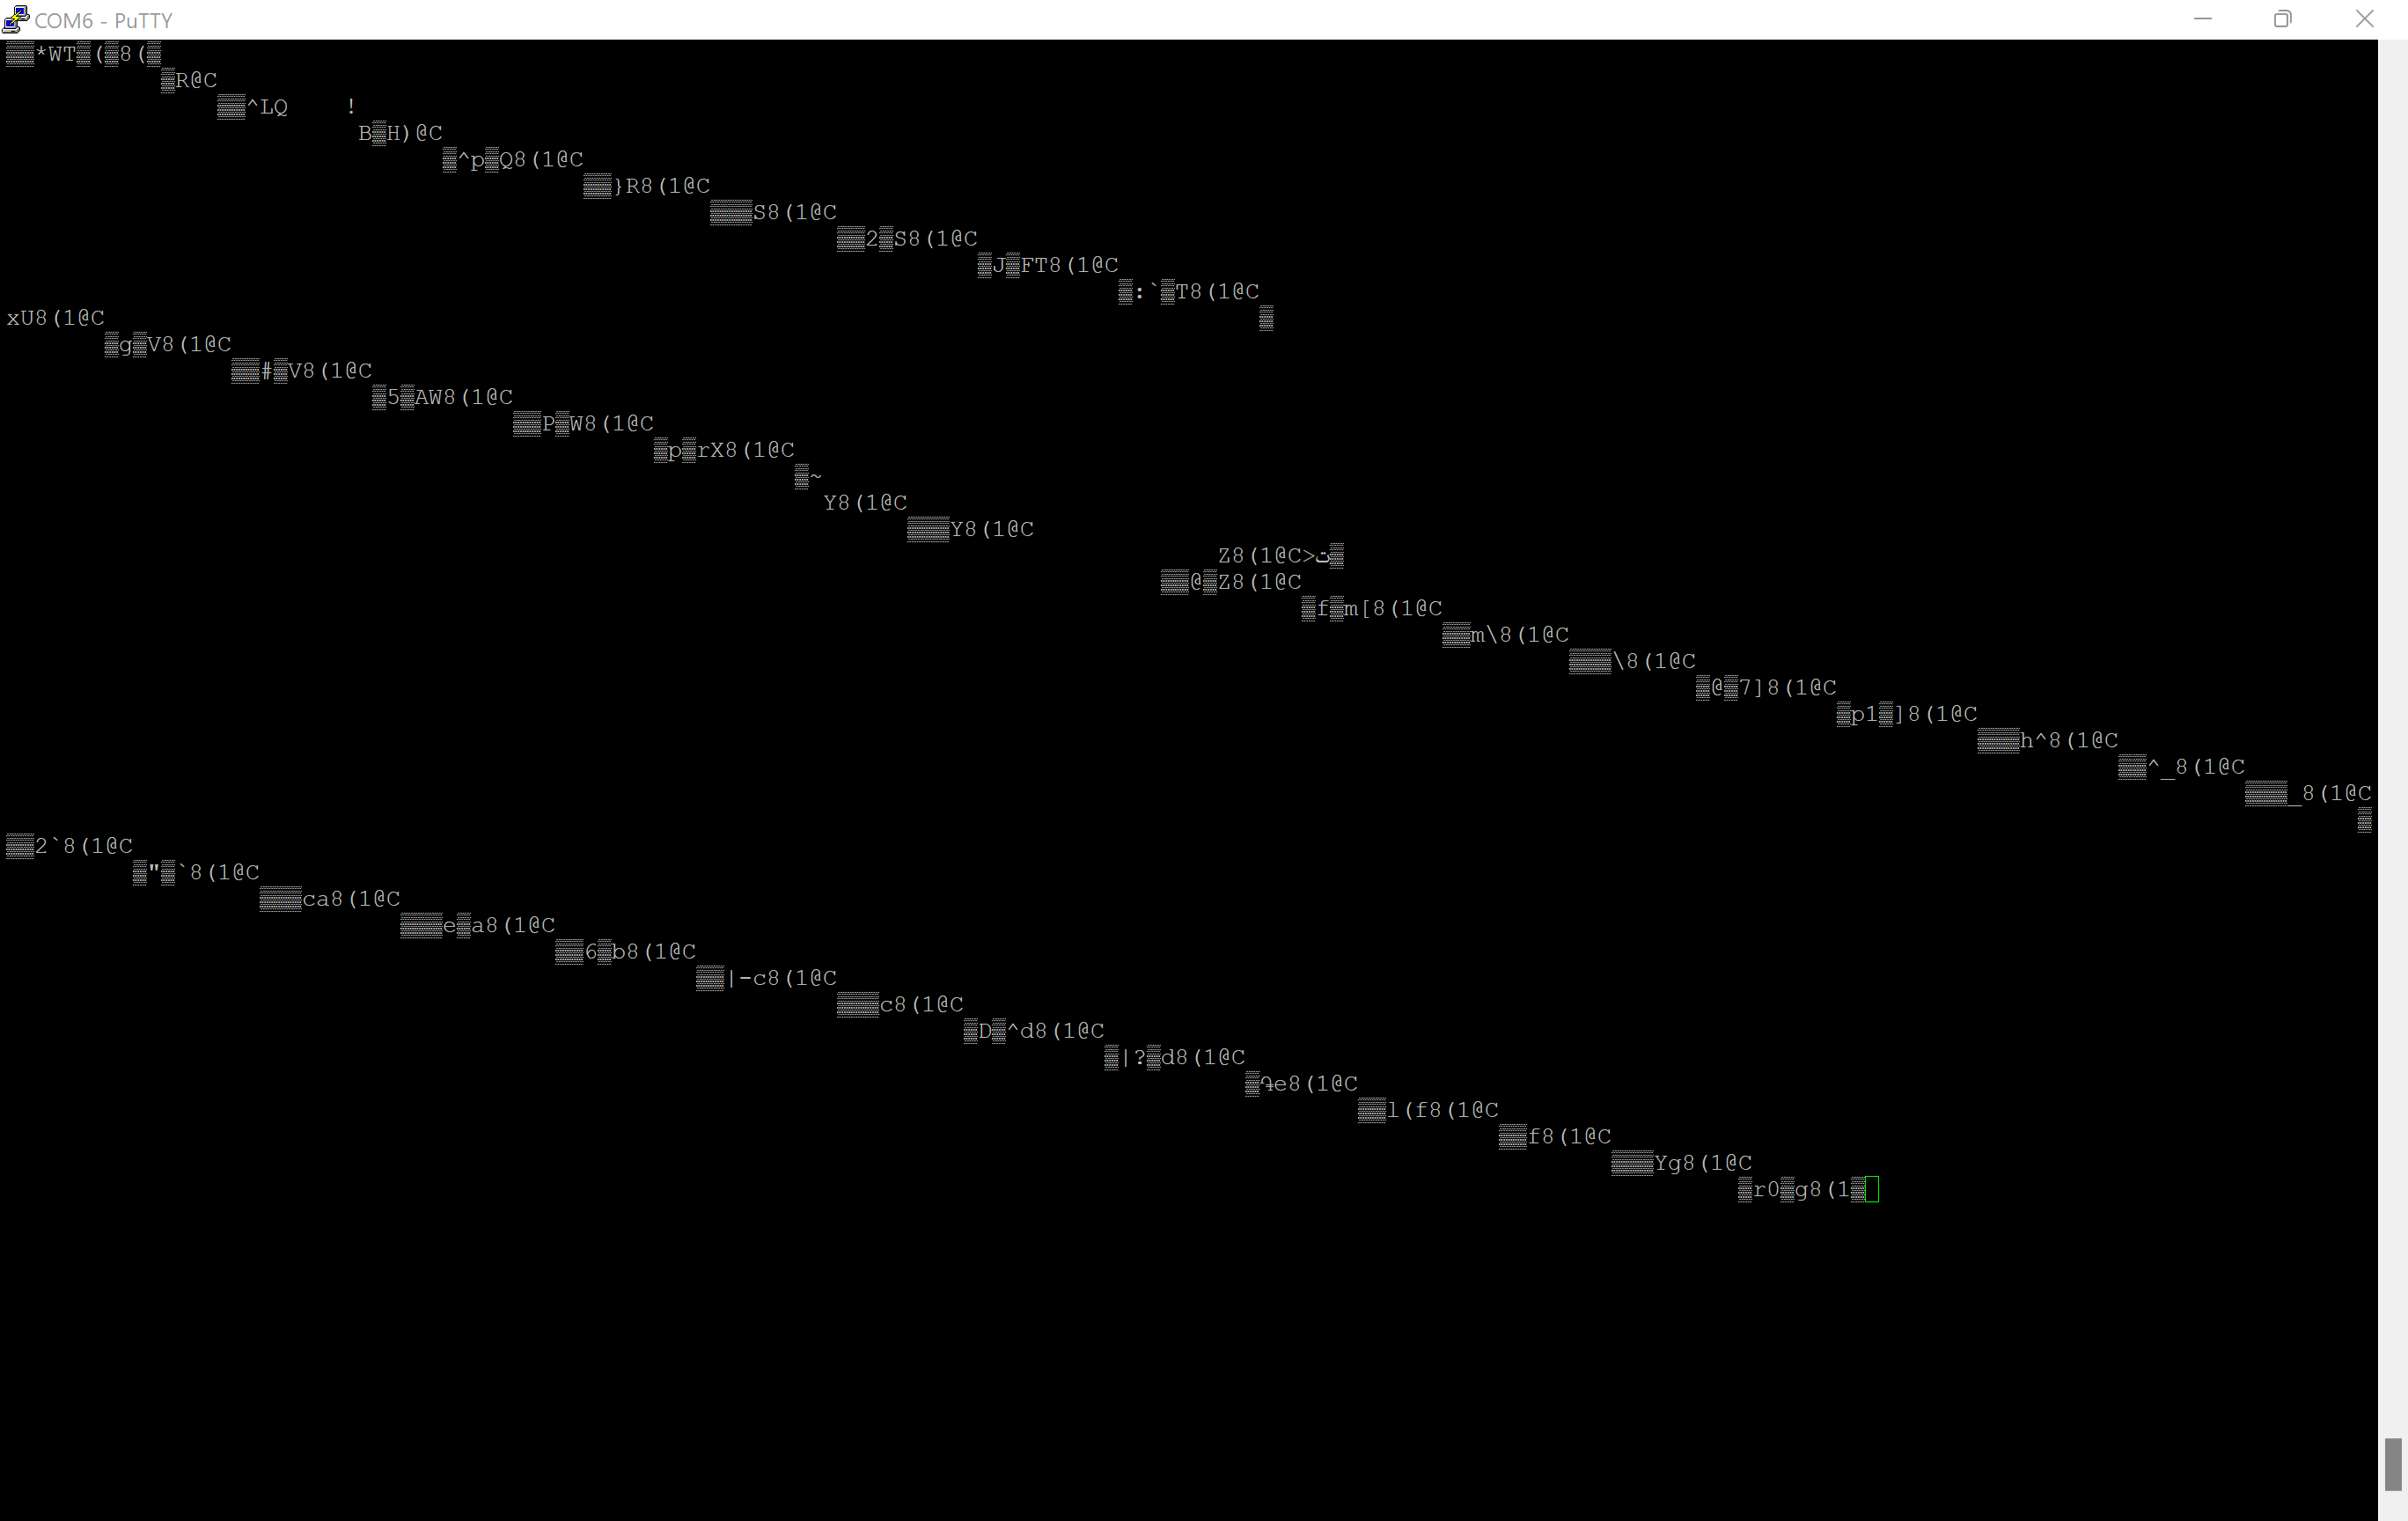 COM6 - PuTTY
▒▒*WT▒(▒8(▒
▒R@C
▒▒^LQ !
B▒H)@C
▒^p▒Q8(1@C
▒▒}R8(1@C
▒▒▒S8(1@C
▒▒2▒S8(1@C
▒J▒FT8(1@C
▒:`▒T8(1@C
xU8(1@C ▒
▒g▒V8(1@C
▒▒#▒V8(1@C
▒5▒AW8(1@C
▒▒P▒W8(1@C
▒p▒rX8(1@C
▒~
Y8(1@C
▒▒▒Y8(1@C
Z8(1@C>ت▒
▒▒@▒Z8(1@C
▒f▒m[8(1@C
▒▒m\8(1@C
▒▒▒\8(1@C
▒@▒7]8(1@C
▒p1▒]8(1@C
▒▒▒h^8(1@C
▒▒^_8(1@C
▒▒▒_8(1@C
▒
▒▒2`8(1@C
▒"▒`8(1@C
▒▒▒ca8(1@C
▒▒▒e▒a8(1@C
▒▒6▒b8(1@C
▒▒|-c8(1@C
▒▒▒c8(1@C
▒D▒^d8(1@C
▒|?▒d8(1@C
▒e8(1@C
▒▒l(f8(1@C
▒▒f8(1@C
▒▒▒Yg8(1@C
▒r0▒g8(1▒